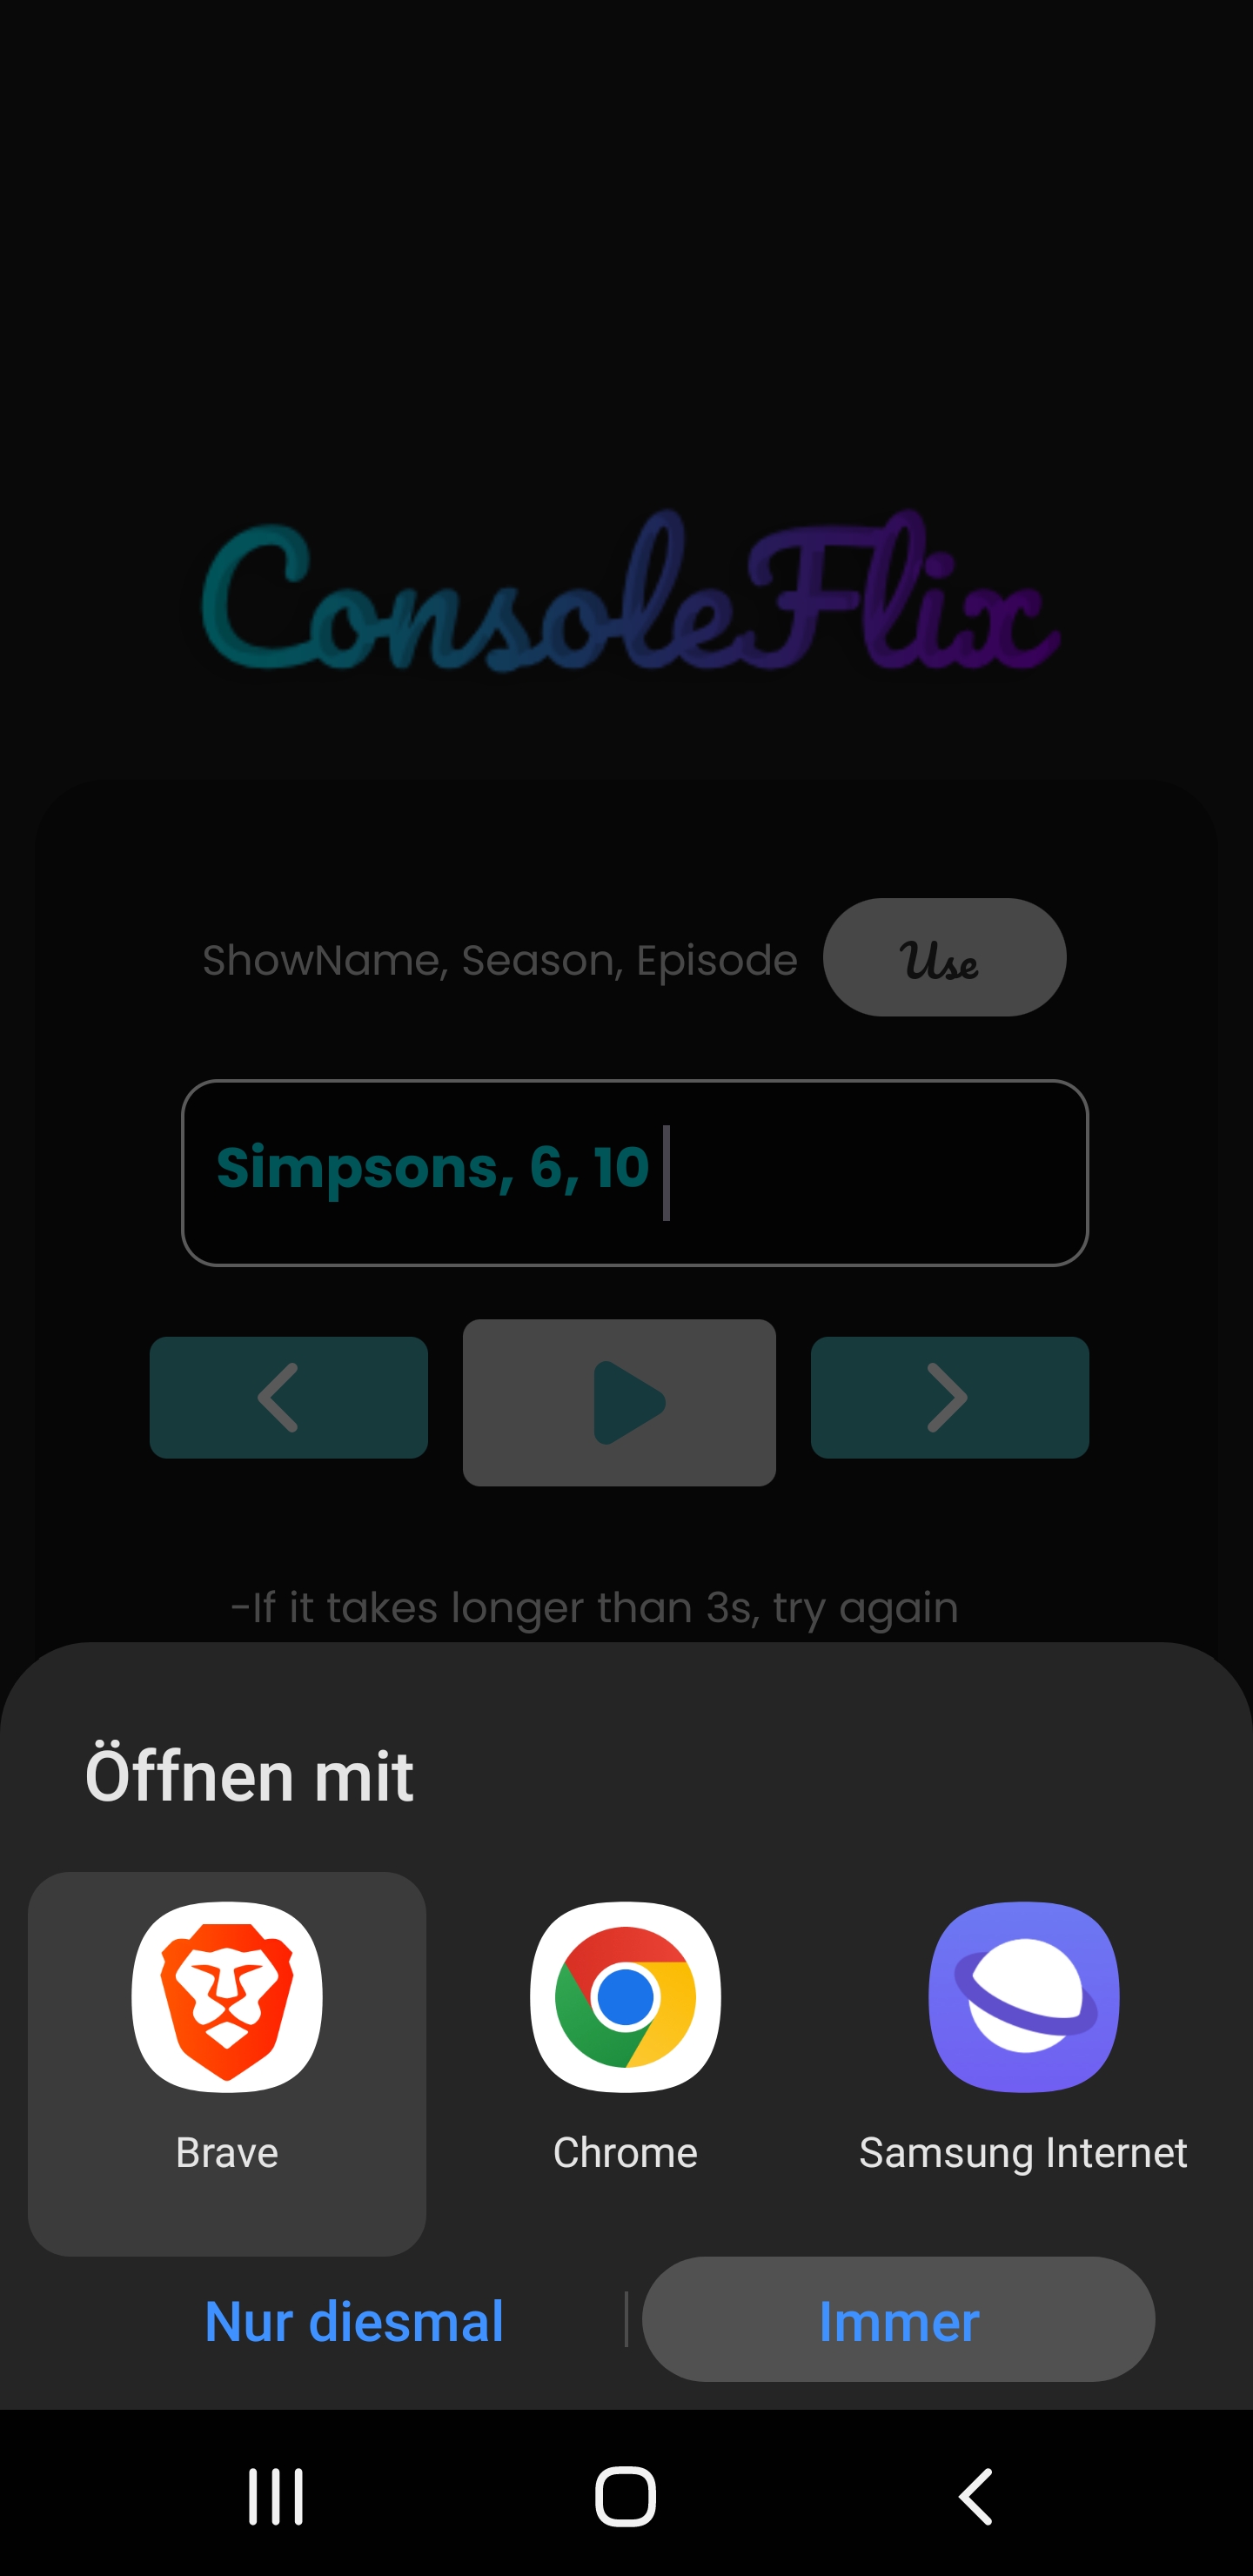 ConsoleFlix
ShowName, Season, Episode
Use
Simpsons, 6, 10
-If it takes longer than 3s, try again
Öffnen mit
Brave
Chrome
Samsung Internet
Nur diesmal
Immer